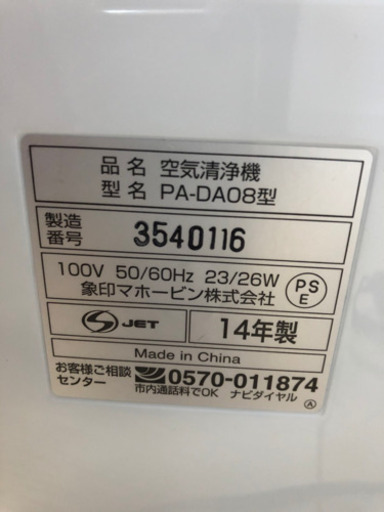 品名 空気清浄機
型名 PA-DA08型
製造番号 3540116
100V 50/60Hz 23/26W
象印マホービン株式会社
PS
E
S JET 14年製
Made in China
お客様ご相談
センター 0570-011874
市内通話料でOK ナビダイヤル Ⓐ